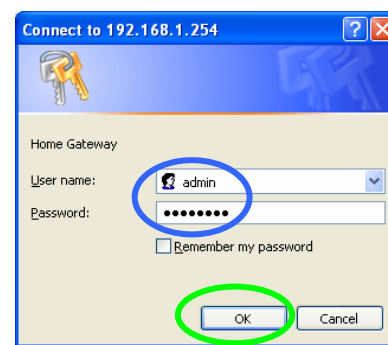 Connect to 192.168.1.254
Home Gateway
User name:
admin
Password:
••••••••
Remember my password
OK
Cancel